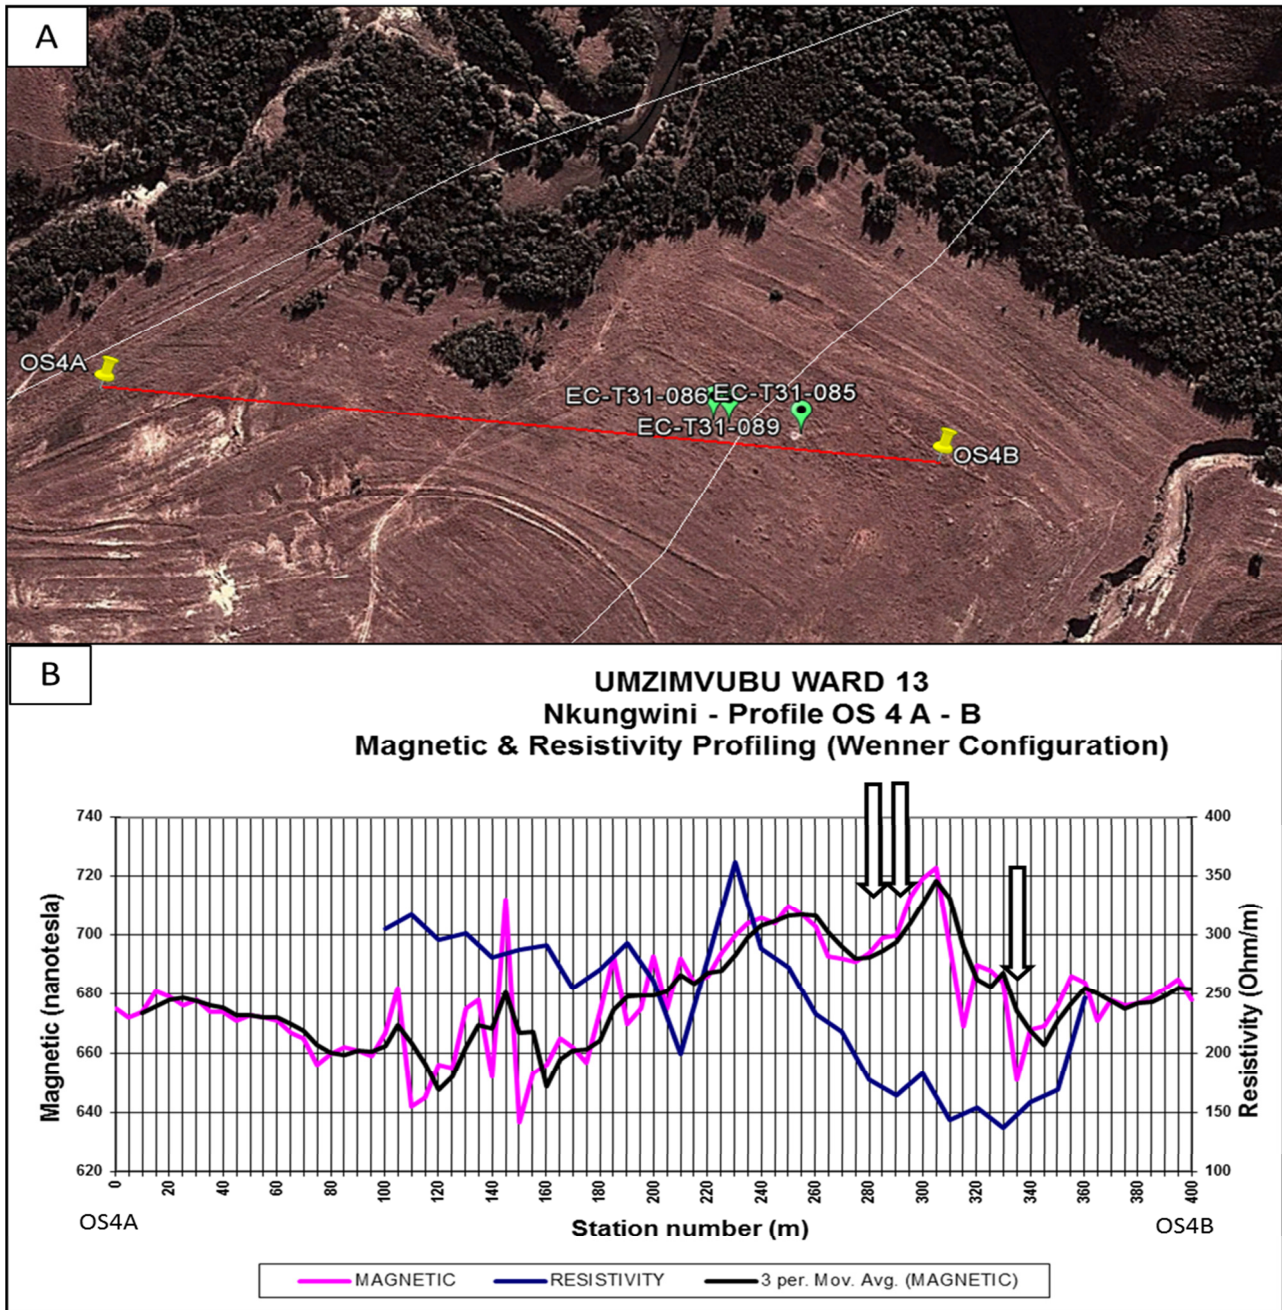 A
OS4A
EC-T31-086 EC-T31-085
EC-T31-089
OS4B
B
UMZIMVUBU WARD 13
Nkungwini - Profile OS 4 A - B
Magnetic & Resistivity Profiling (Wenner Configuration)
740 400
720 350
700 300
680 250
660 200
640 150
620 100
Magnetic (nanotesla)
Resistivity (Ohm/m)
0 20 40 60 80 100 120 140 160 180 200 220 240 260 280 300 320 340 360 380 400
OS4A OS4B
Station number (m)
MAGNETIC RESISTIVITY 3 per. Mov. Avg. (MAGNETIC)